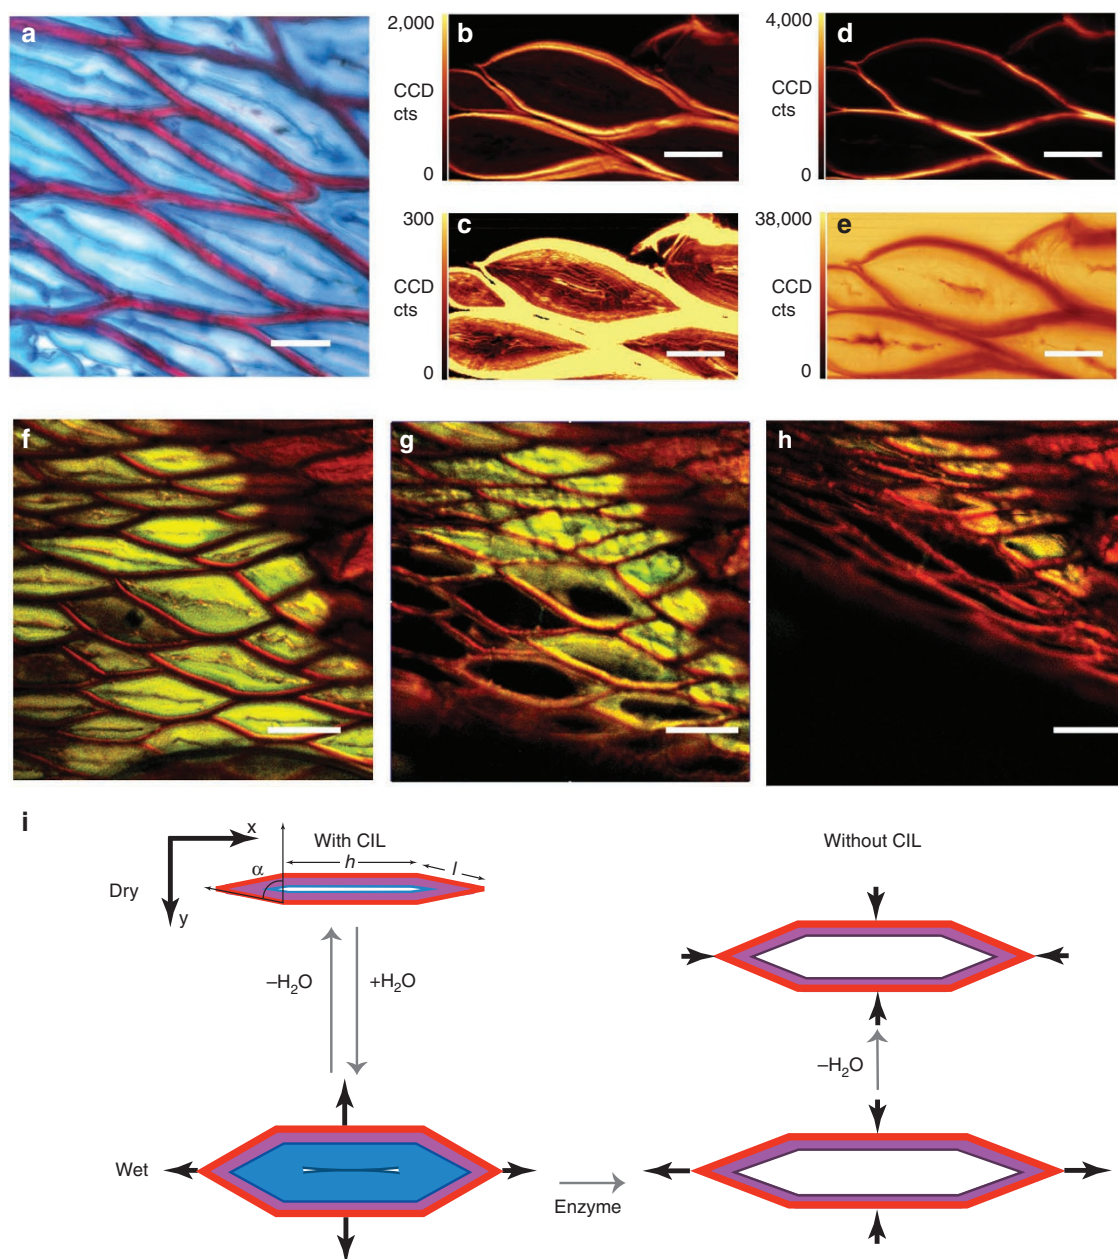 a
2,000
CCD
cts
0
b
4,000
CCD
cts
0
d
300
CCD
cts
0
c
38,000
CCD
cts
0
e
f
g
h
i
x
y
Dry
With CIL
h
l
α
Without CIL
–H₂O
+H₂O
–H₂O
Wet
Enzyme